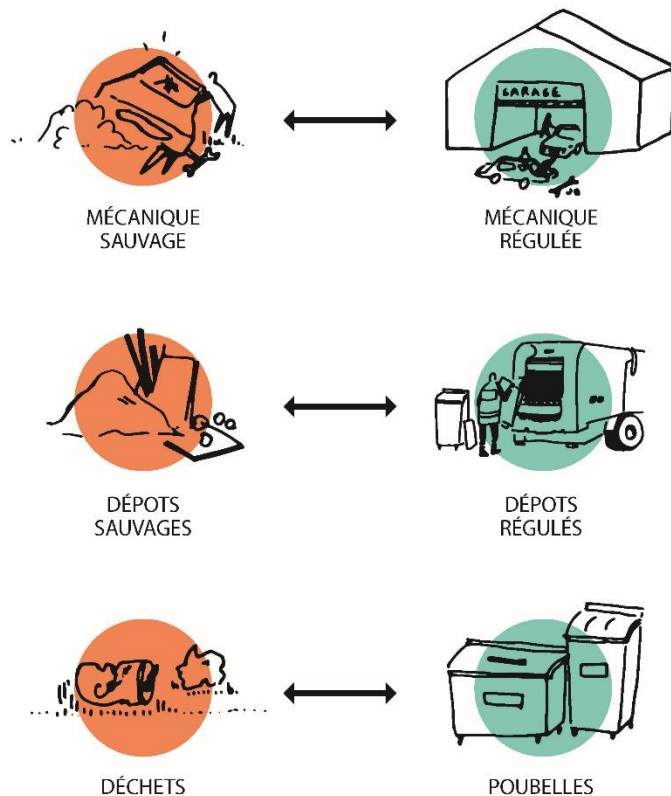 GARAGE
MÉCANIQUE
SAUVAGE
MÉCANIQUE
RÉGULÉE
DÉPOTS
SAUVAGES
DÉPOTS
RÉGULÉS
DÉCHETS
POUBELLES